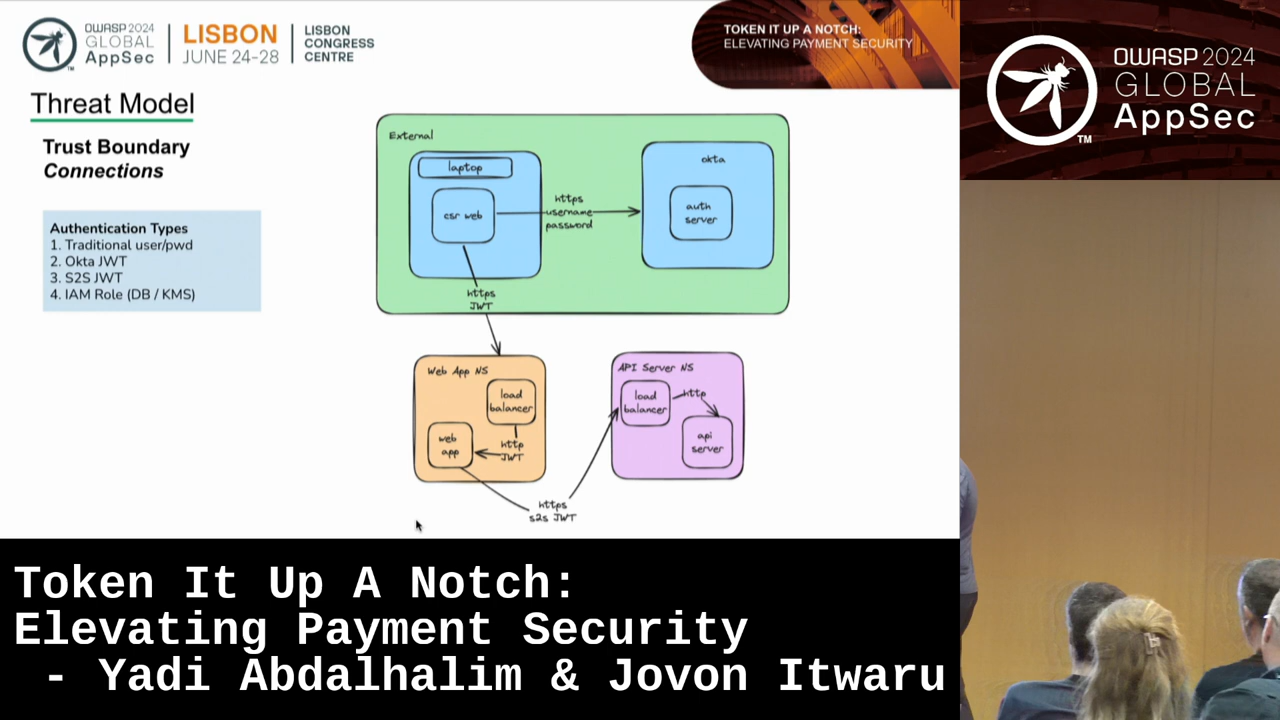 OWASP 2024
GLOBAL
AppSec
TM
LISBON
JUNE 24-28
LISBON
CONGRESS
CENTRE
TOKEN IT UP A NOTCH:
ELEVATING PAYMENT SECURITY
OWASP 2024
GLOBAL
AppSec
TM
Threat Model
Trust Boundary
Connections
Authentication Types
1. Traditional user/pwd
2. Okta JWT
3. S2S JWT
4. IAM Role (DB / KMS)
External
laptop
csr web
https
username
password
okta
auth
server
https
JWT
Web App NS
load
balancer
http
JWT
web
app
https
s2s JWT
API Server NS
load
balancer
http
api
server
Token It Up A Notch:
Elevating Payment Security
- Yadi Abdalhalim & Jovon Itwaru